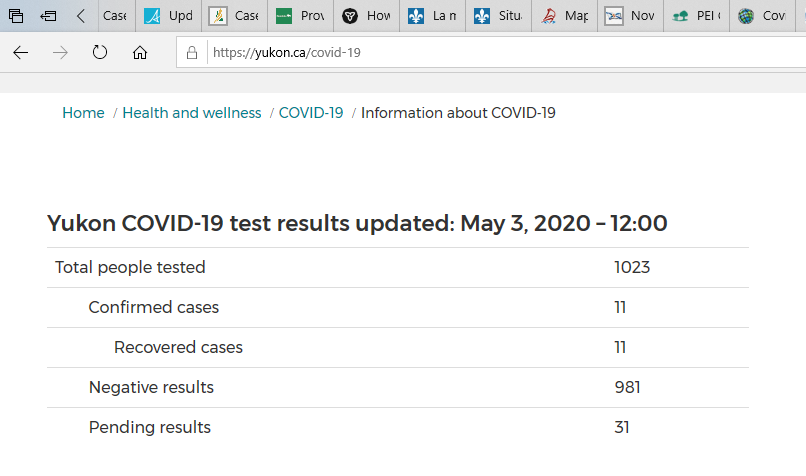 Case Upd Case Prov How La m Situ Map Nov PEI Cov
https://yukon.ca/covid-19
Home / Health and wellness / COVID-19 / Information about COVID-19
Yukon COVID-19 test results updated: May 3, 2020 – 12:00
Total people tested 1023
Confirmed cases 11
Recovered cases 11
Negative results 981
Pending results 31